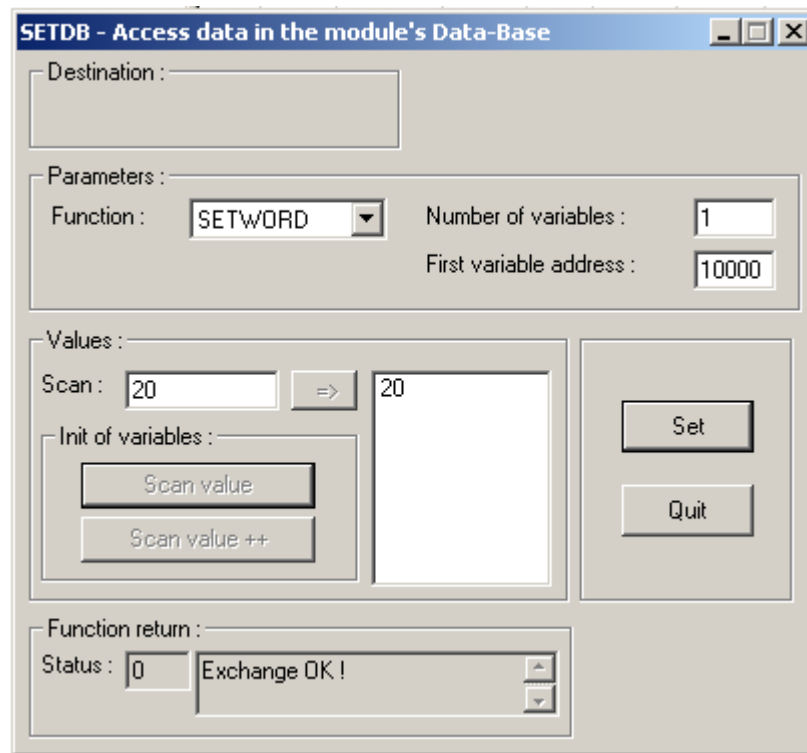 SETDB - Access data in the module's Data-Base
Destination :
Parameters :
Function :
SETWORD
Number of variables :
1
First variable address :
10000
Values :
Scan :
20
=>
20
Init of variables :
Scan value
Scan value ++
Set
Quit
Function return :
Status :
0
Exchange OK !